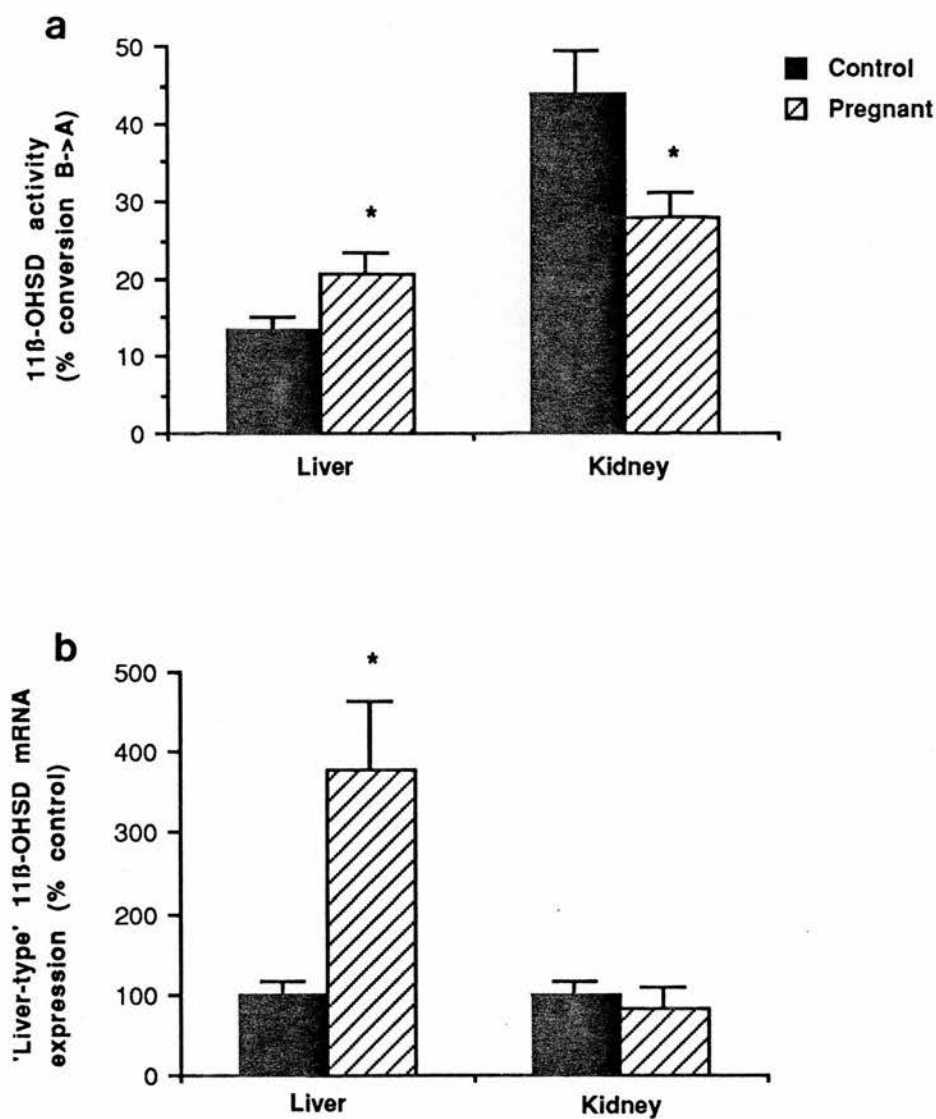 a
11ß-OHSD activity
(% conversion B->A)
50
40
30
20
10
0
*
*
Liver
Kidney
Control
Pregnant
b
'Liver-type' 11ß-OHSD mRNA
expression (% control)
500
400
300
200
100
0
*
Liver
Kidney